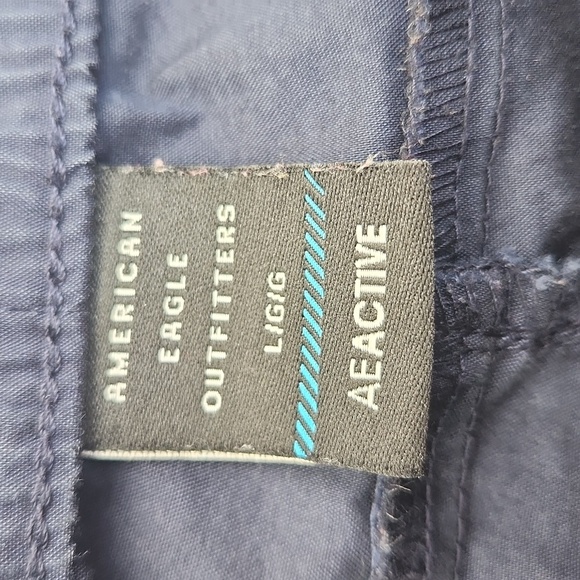 AMERICAN
EAGLE
OUTFITTERS
L/G/G
AEACTIVE